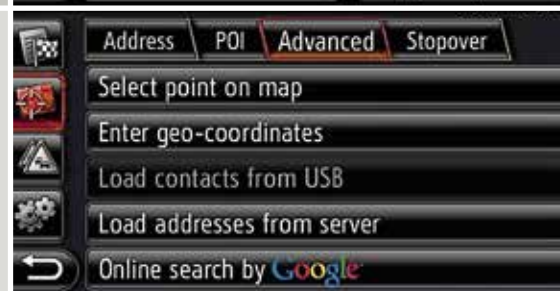 Address POI Advanced Stopover
Select point on map
Enter geo-coordinates
Load contacts from USB
Load addresses from server
Online search by Google